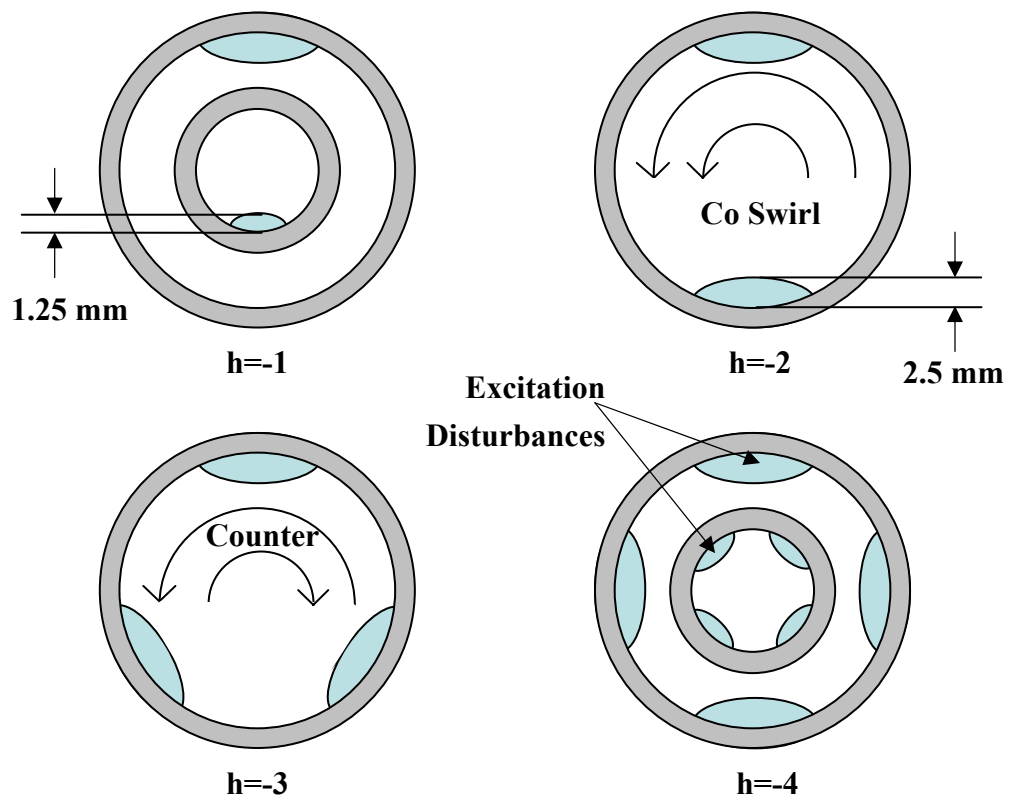 Co Swirl
1.25 mm
h=-1
h=-2
2.5 mm
Excitation
Disturbances
Counter
h=-3
h=-4